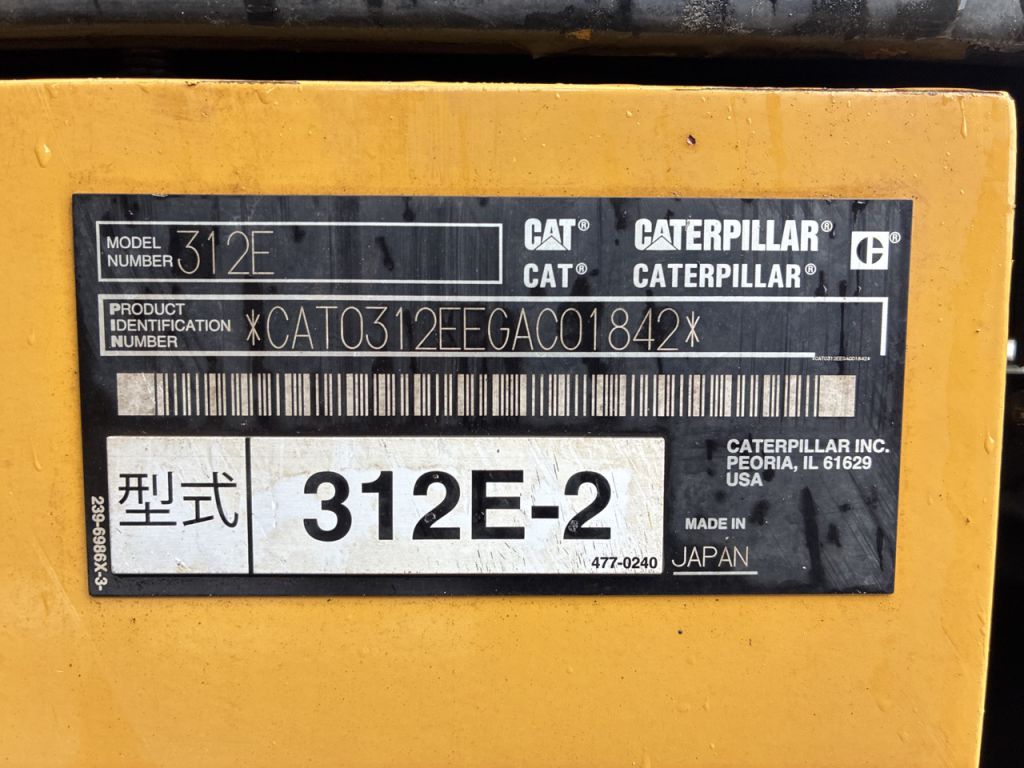 MODEL NUMBER 312E
CAT® CATERPILLAR®
CAT® CATERPILLAR®
PRODUCT IDENTIFICATION NUMBER *CAT0312EEGAC01842*
型式 312E-2
477-0240
CATERPILLAR INC.
PEORIA, IL 61629
USA
MADE IN
JAPAN
239-6986X-3-